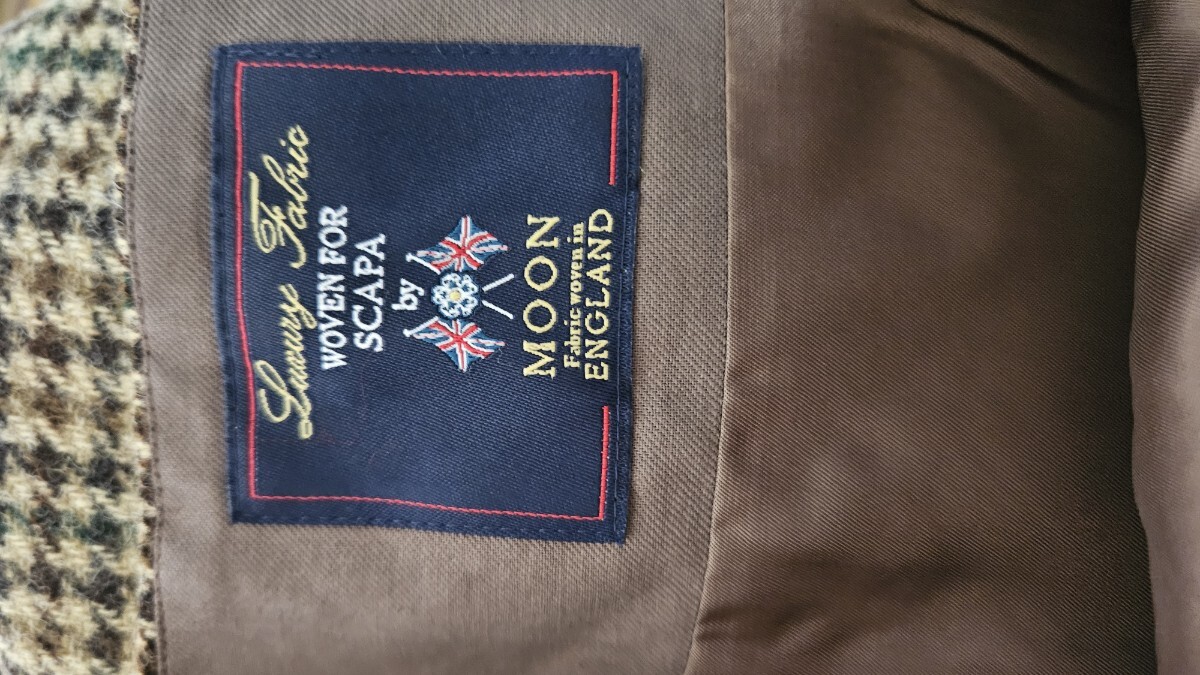 Luxury Fabric
WOVEN FOR
SCAPA
by
MOON
Fabric woven in
ENGLAND